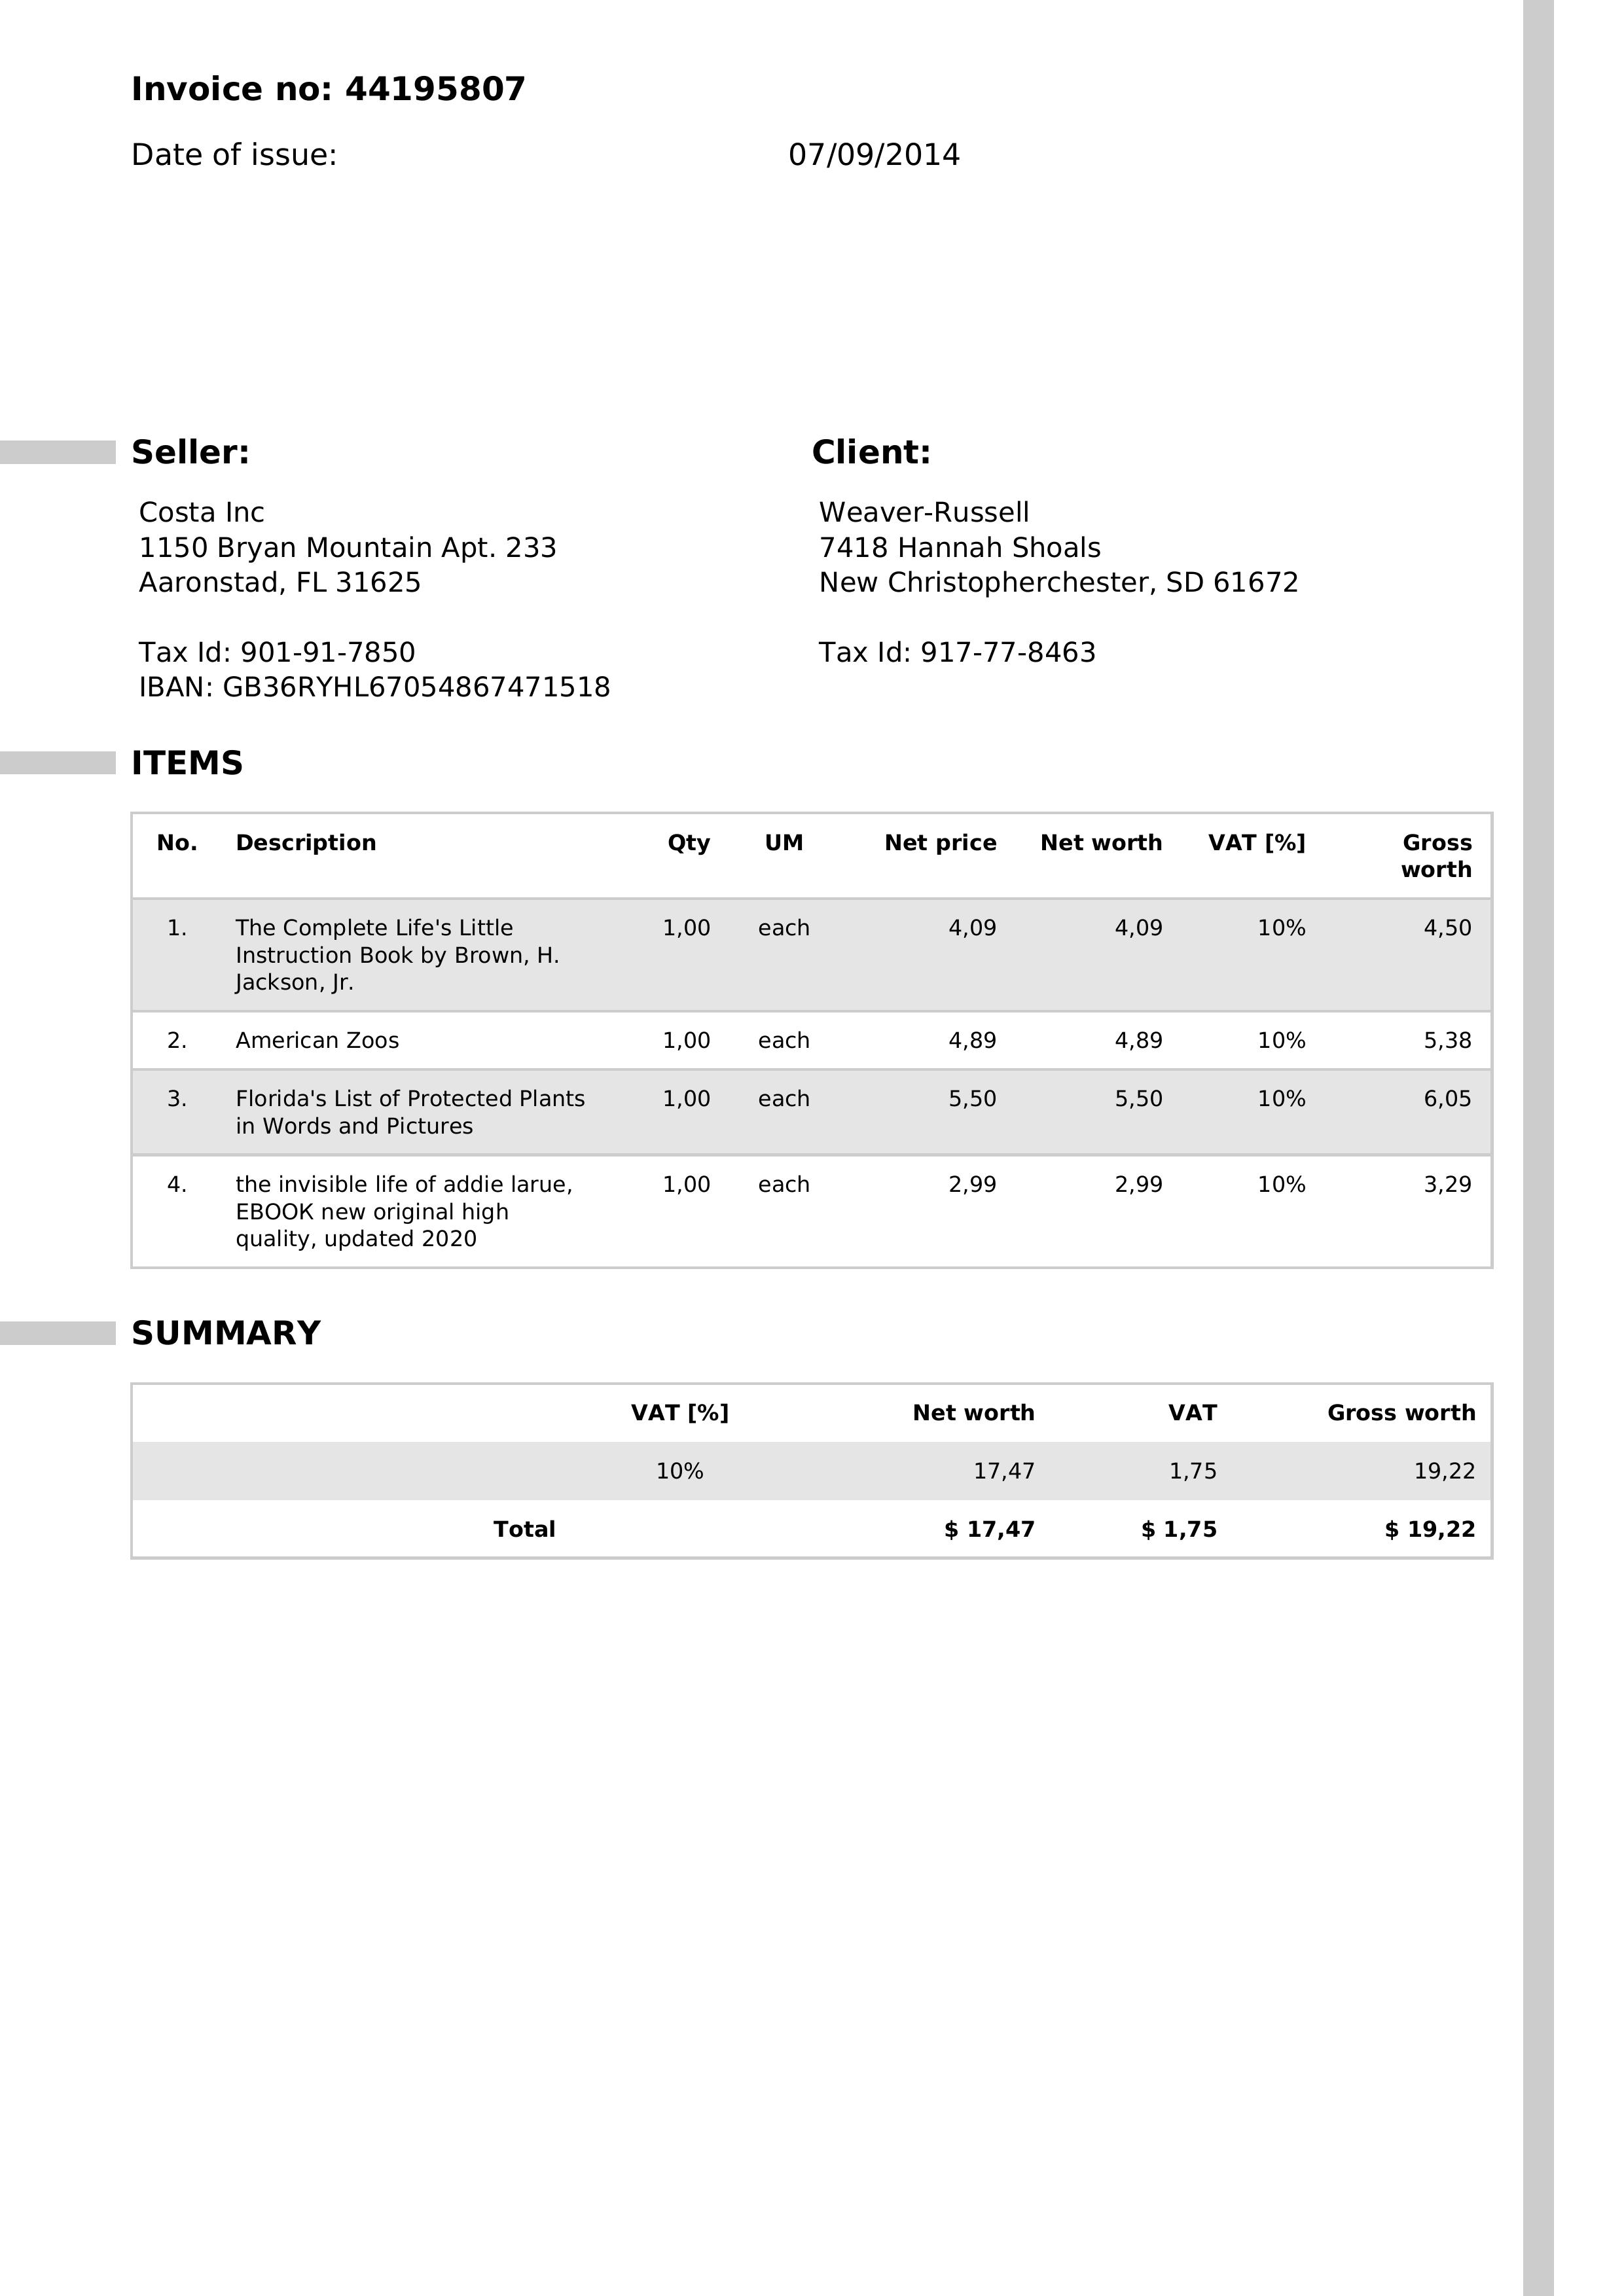 Invoice no: 44195807
Date of issue: 07/09/2014
Seller:
Costa Inc
1150 Bryan Mountain Apt. 233
Aaronstad, FL 31625
Tax Id: 901-91-7850
IBAN: GB36RYHL67054867471518
Client:
Weaver-Russell
7418 Hannah Shoals
New Christopherchester, SD 61672
Tax Id: 917-77-8463
ITEMS
No. Description Qty UM Net price Net worth VAT [%] Gross
worth
1. The Complete Life's Little 1,00 each 4,09 4,09 10% 4,50
Instruction Book by Brown, H.
Jackson, Jr.
2. American Zoos 1,00 each 4,89 4,89 10% 5,38
3. Florida's List of Protected Plants 1,00 each 5,50 5,50 10% 6,05
in Words and Pictures
4. the invisible life of addie larue, 1,00 each 2,99 2,99 10% 3,29
EBOOK new original high
quality, updated 2020
SUMMARY
VAT [%] Net worth VAT Gross worth
10% 17,47 1,75 19,22
Total $ 17,47 $ 1,75 $ 19,22